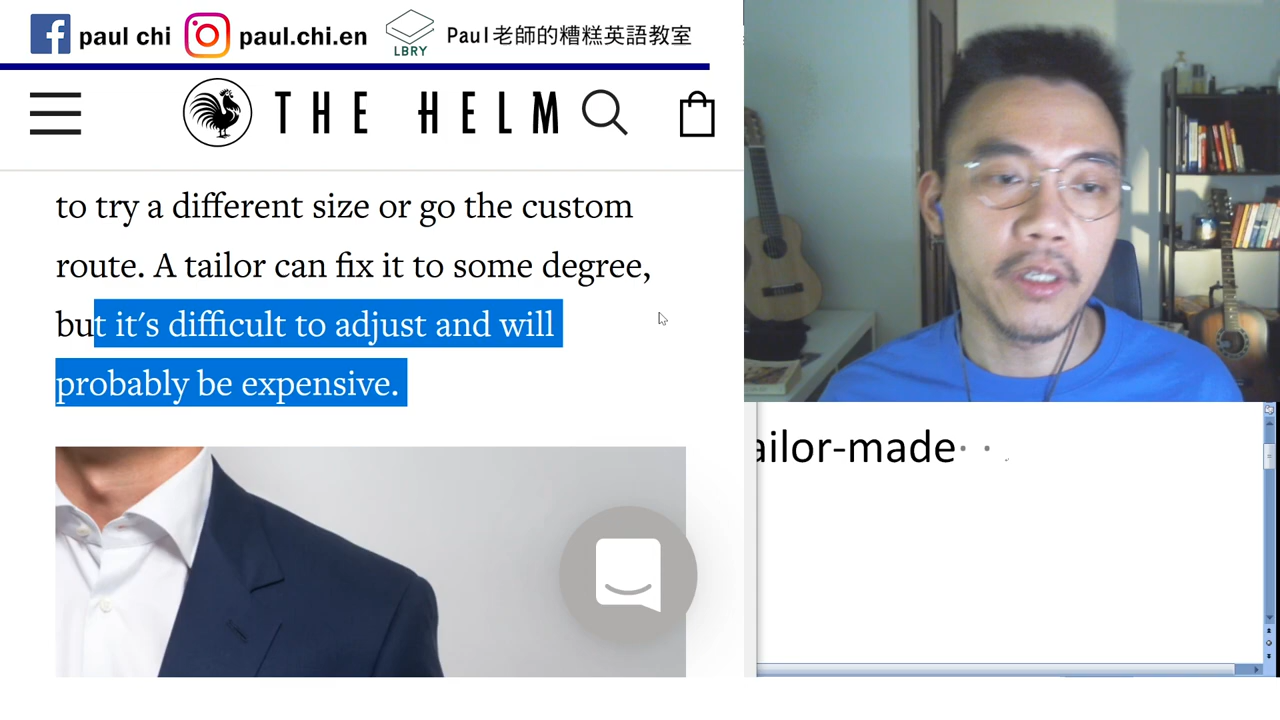 paul chi paul.chi.en LBRY Paul老師的糟糕英語教室
THE HELM
to try a different size or go the custom
route. A tailor can fix it to some degree,
but it's difficult to adjust and will
probably be expensive.
ailor-made